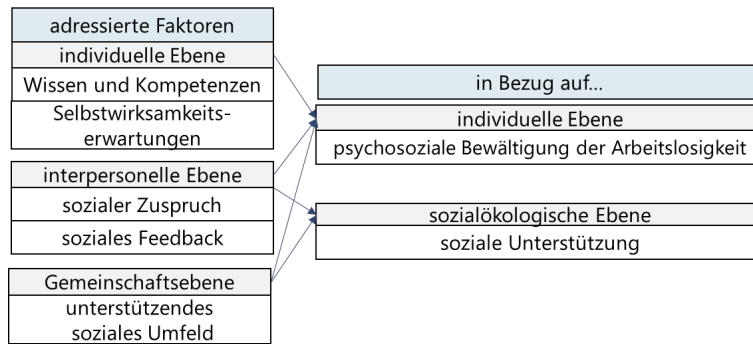 adressierte Faktoren
individuelle Ebene
Wissen und Kompetenzen
Selbstwirksamkeits-
erwartungen
interpersonelle Ebene
sozialer Zuspruch
soziales Feedback
Gemeinschaftsebene
unterstützendes
soziales Umfeld
in Bezug auf...
individuelle Ebene
psychosoziale Bewältigung der Arbeitslosigkeit
sozialökologische Ebene
soziale Unterstützung